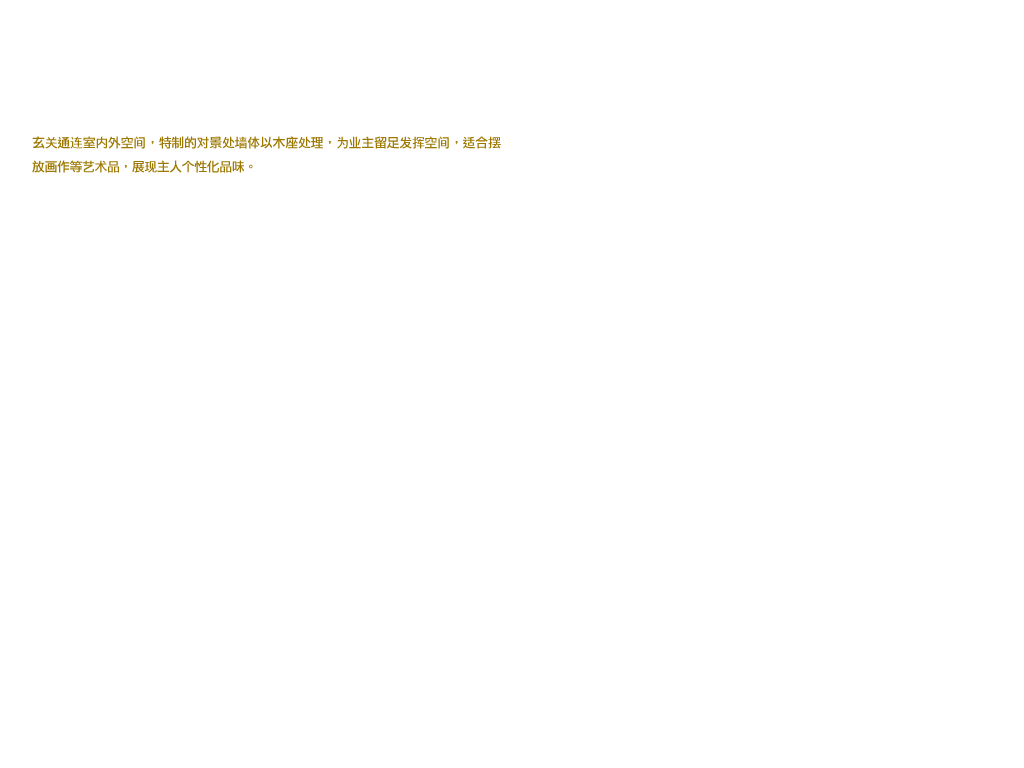 玄关通连室内外空间，特制的对景处墙体以木座处理，为业主留足发挥空间，适合摆
放画作等艺术品，展现主人个性化品味。